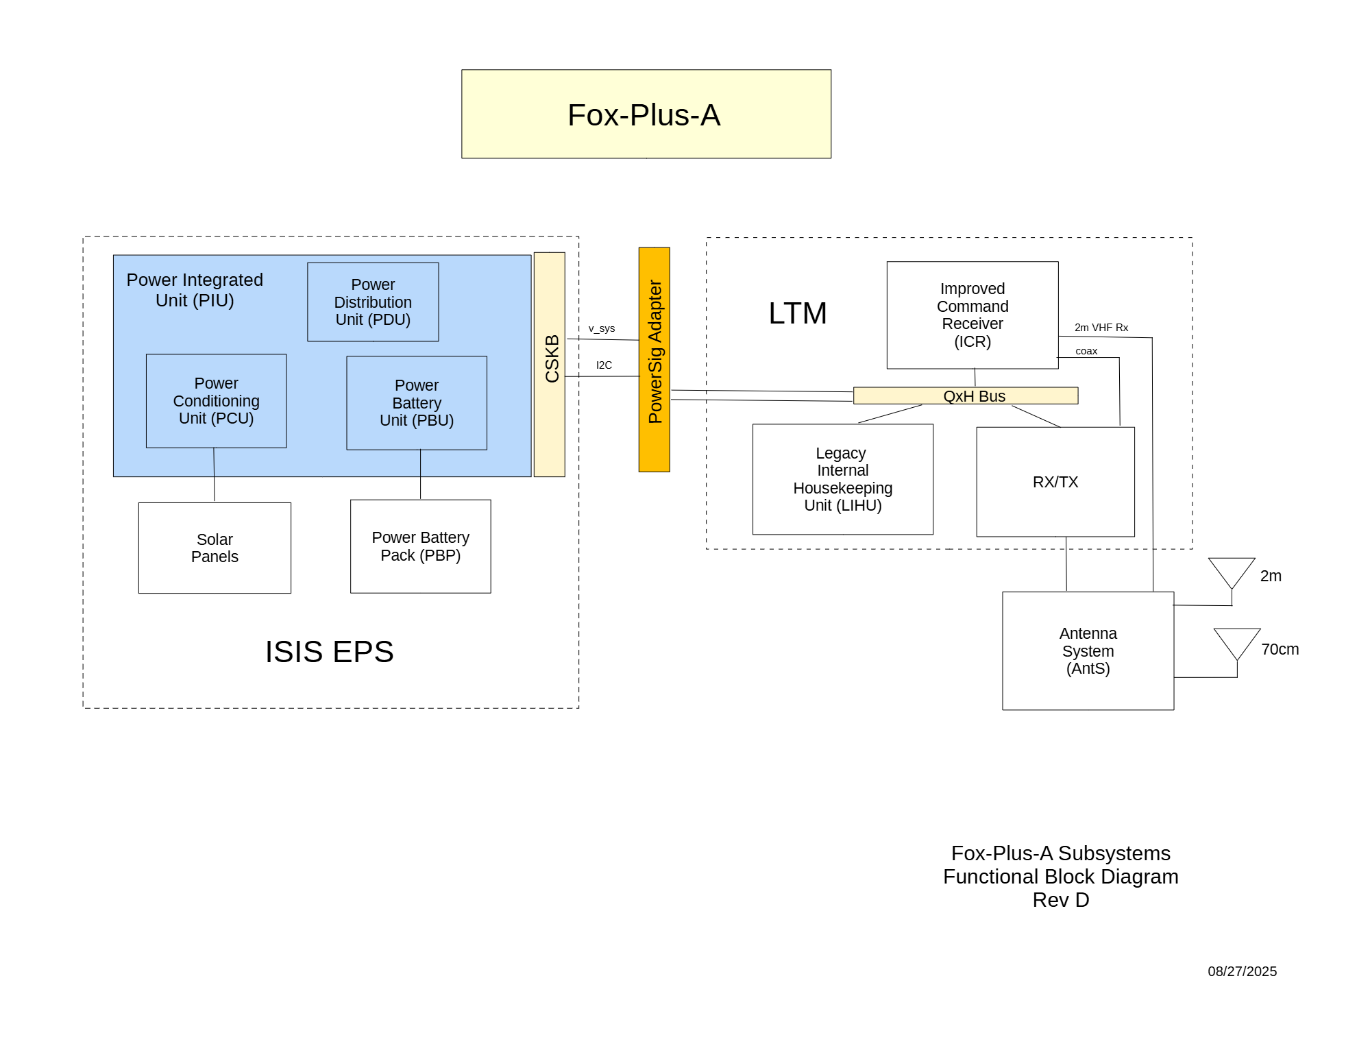 Fox-Plus-A
Power Integrated
Unit (PIU)
Power
Distribution
Unit (PDU)
Power
Conditioning
Unit (PCU)
Power
Battery
Unit (PBU)
CSKB
Solar
Panels
Power Battery
Pack (PBP)
ISIS EPS
v_sys
I2C
PowerSig Adapter
LTM
Improved
Command
Receiver
(ICR)
2m VHF Rx
coax
QxH Bus
Legacy
Internal
Housekeeping
Unit (LIHU)
RX/TX
Antenna
System
(AntS)
2m
70cm
Fox-Plus-A Subsystems
Functional Block Diagram
Rev D
08/27/2025